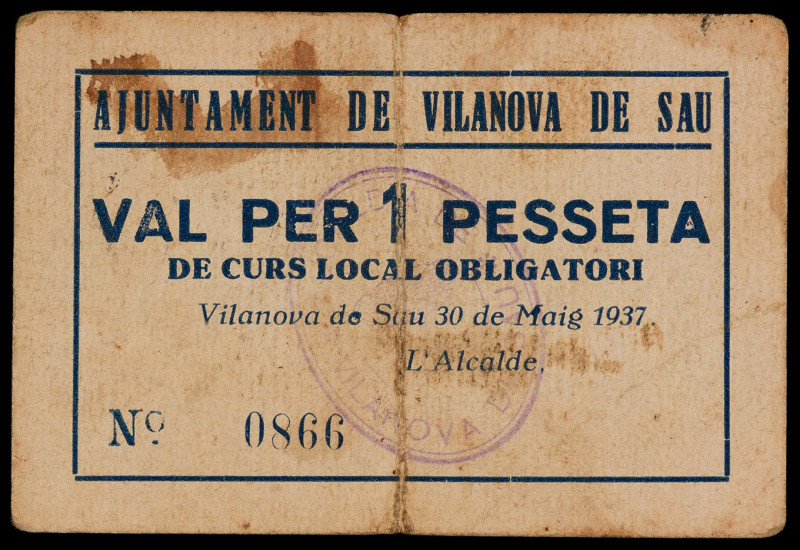 AJUNTAMENT DE VILANOVA DE SAU
VAL PER 1 PESSETA
DE CURS LOCAL OBLIGATORI
Vilanova de Sau 30 de Maig 1937.
L'Alcalde,
Nº 0866
VILANOVA D